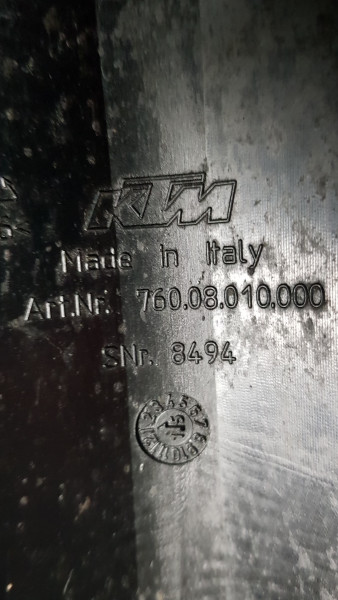 KTM
Made in Italy
Art.Nr. 760.08.010.000
SNr. 8494